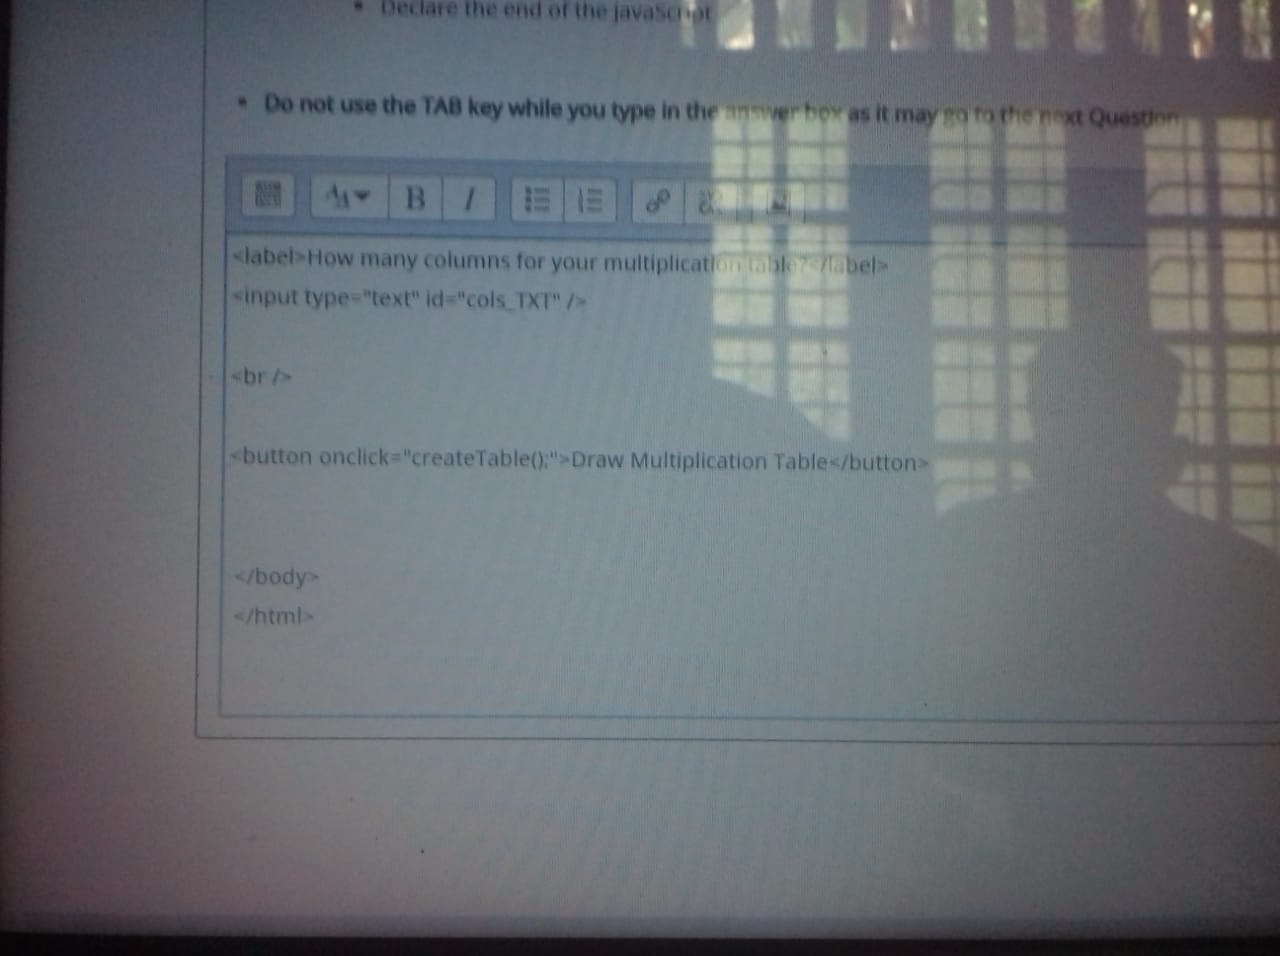 Declare the end of the javaScript
Do not use the TAB key while you type in the answer box as it may go to the next Question
B I
<label>How many columns for your multiplication table?</label>
<input type="text" id="cols_TXT" />
<br />
<button onclick="createTable();">Draw Multiplication Table</button>
</body>
</html>